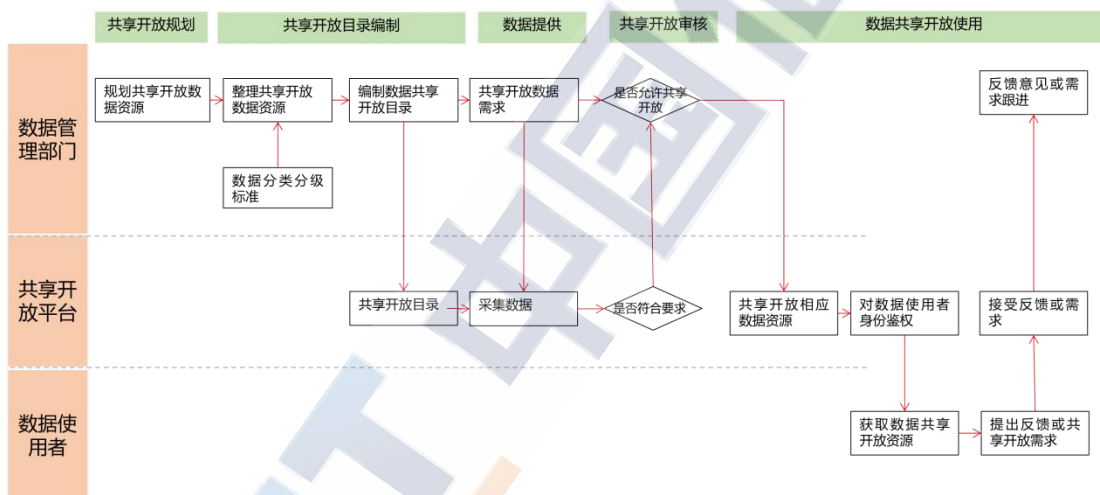 共享开放规划
共享开放目录编制
数据提供
共享开放审核
数据共享开放使用
数据管
理部门
规划共享开放数
据资源
整理共享开放
数据资源
编制数据共享
开放目录
共享开放数据
需求
是否允许共享
开放
反馈意见或需
求跟进
数据分类分级
标准
共享开
放平台
共享开放目录
采集数据
是否符合要求
共享开放相应
数据资源
对数据使用者
身份鉴权
接受反馈或需
求
数据使
用者
获取数据共享
开放资源
提出反馈或共
享开放需求